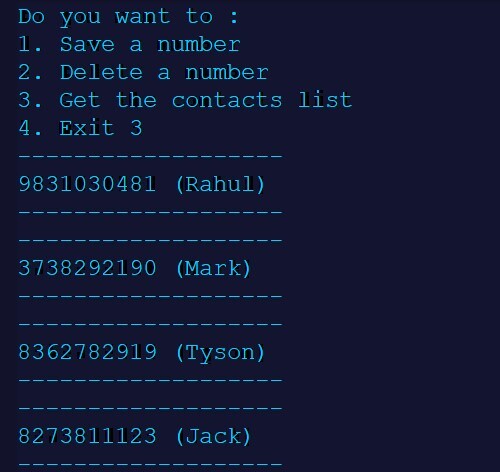 Do you want to :
1. Save a number
2. Delete a number
3. Get the contacts list
4. Exit 3
-------------------
9831030481 (Rahul)
-------------------
-------------------
3738292190 (Mark)
-------------------
-------------------
8362782919 (Tyson)
-------------------
-------------------
8273811123 (Jack)
-------------------